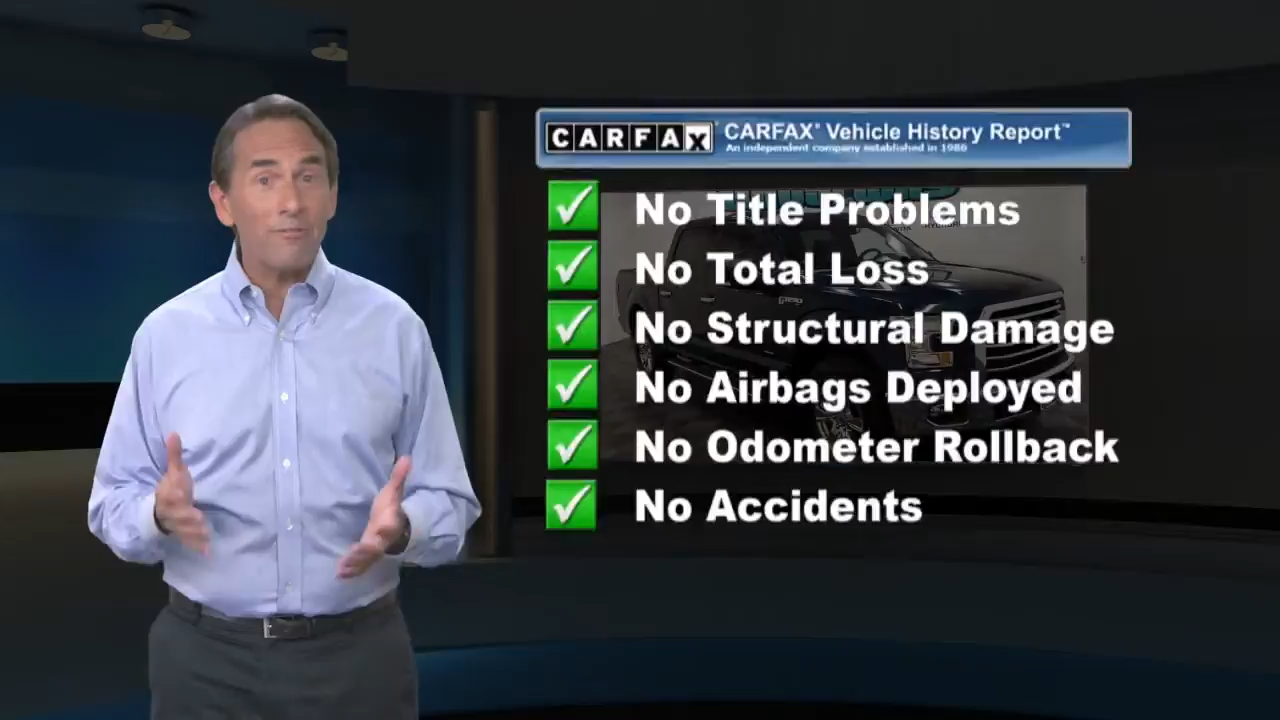 CARFAX
CARFAX® Vehicle History Report™
An independent company established in 1986
No Title Problems
No Total Loss
No Structural Damage
No Airbags Deployed
No Odometer Rollback
No Accidents